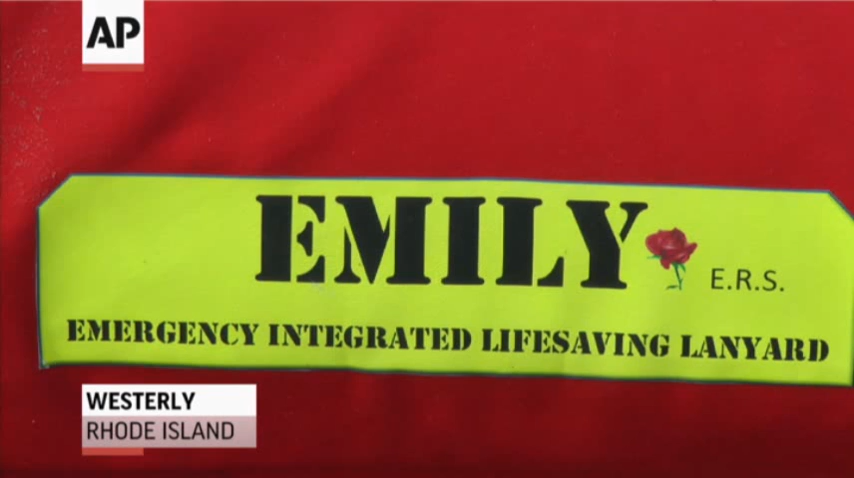 AP
EMILY E.R.S.
EMERGENCY INTEGRATED LIFESAVING LANYARD
WESTERLY
RHODE ISLAND